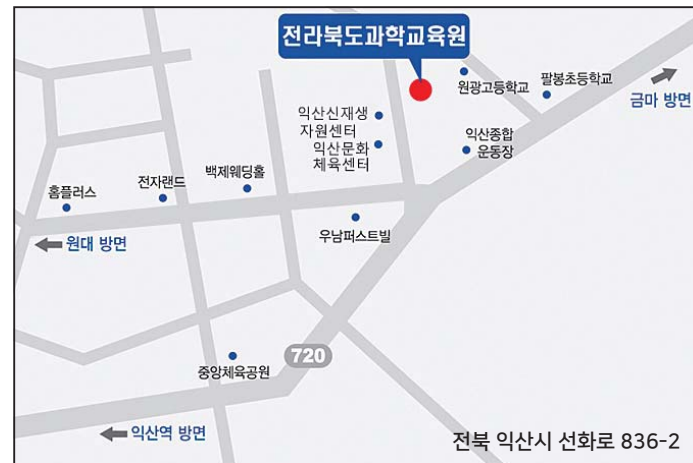 전라북도과학교육원
원광고등학교
팔봉초등학교
금마 방면
익산신재생
자원센터
익산문화
체육센터
익산종합
운동장
백제웨딩홀
전자랜드
홈플러스
원대 방면
우남퍼스트빌
720
중앙체육공원
익산역 방면
전북 익산시 선화로 836-2